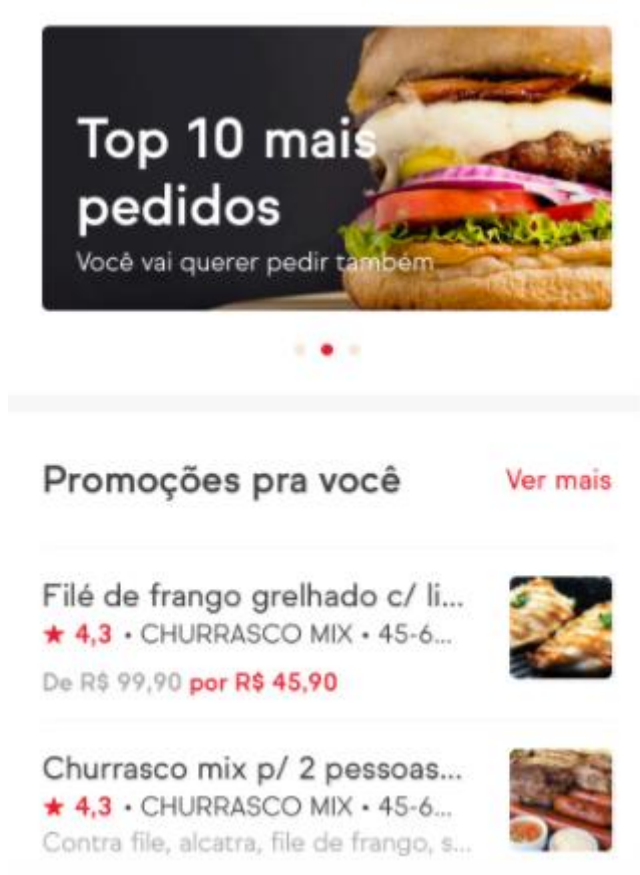 Top 10 mais
pedidos
Você vai querer pedir também
Promoções pra você
Ver mais
Filé de frango grelhado c/ li...
★ 4,3 • CHURRASCO MIX • 45-6...
De R$ 99,90 por R$ 45,90
Churrasco mix p/ 2 pessoas...
★ 4,3 • CHURRASCO MIX • 45-6...
Contra file, alcatra, file de frango, s...